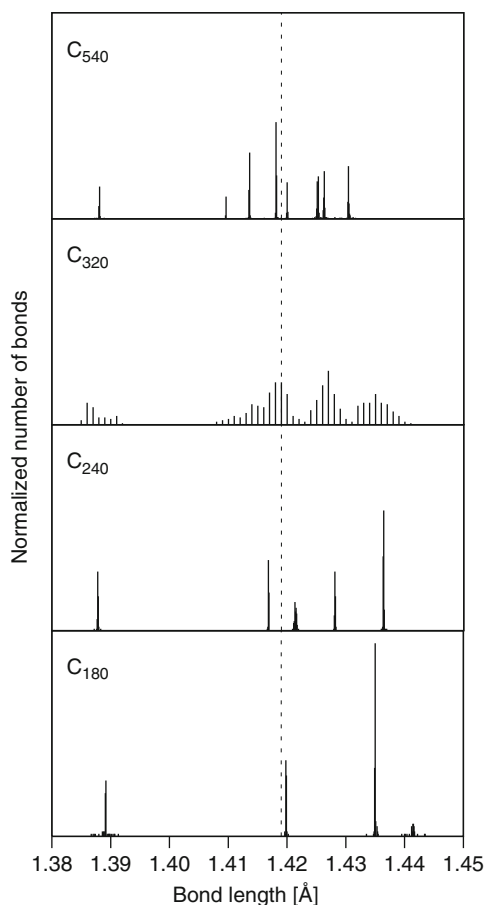 C540
C320
C240
C180
Normalized number of bonds
1.38 1.39 1.40 1.41 1.42 1.43 1.44 1.45
Bond length [Å]